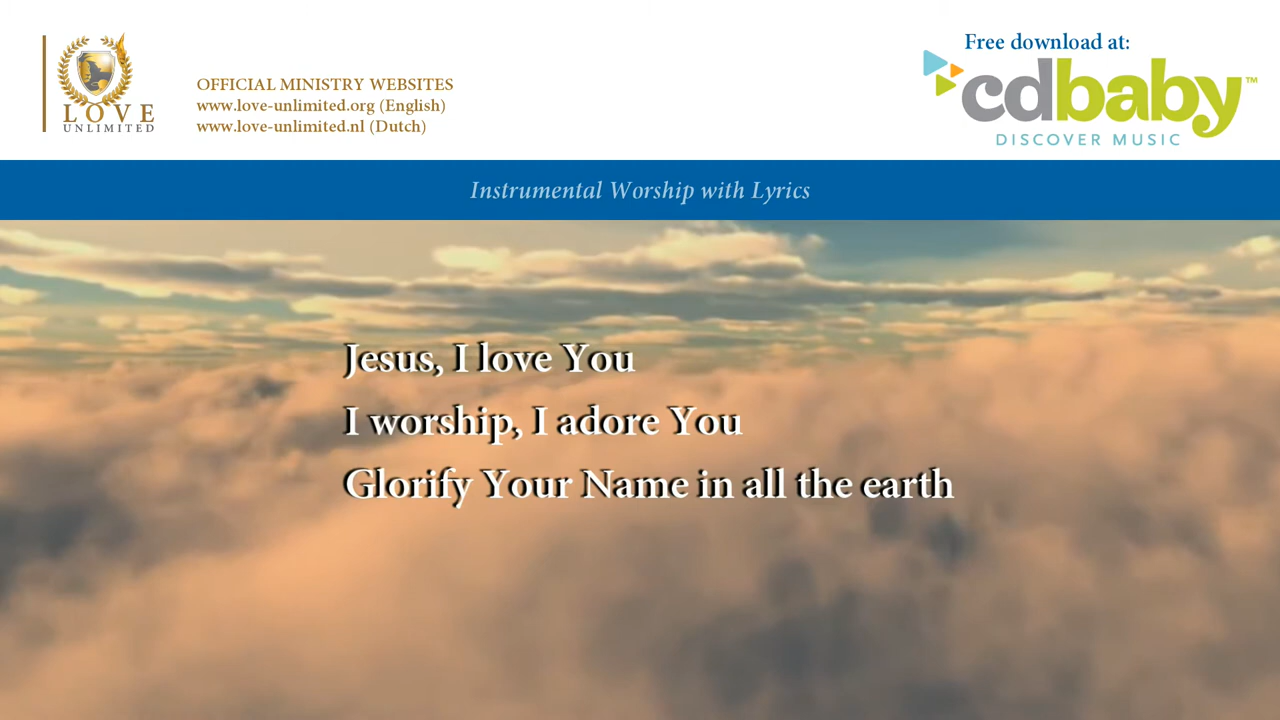 LOVE
UNLIMITED
OFFICIAL MINISTRY WEBSITES
www.love-unlimited.org (English)
www.love-unlimited.nl (Dutch)
Free download at:
cdbaby™
DISCOVER MUSIC
Instrumental Worship with Lyrics
Jesus, I love You
I worship, I adore You
Glorify Your Name in all the earth